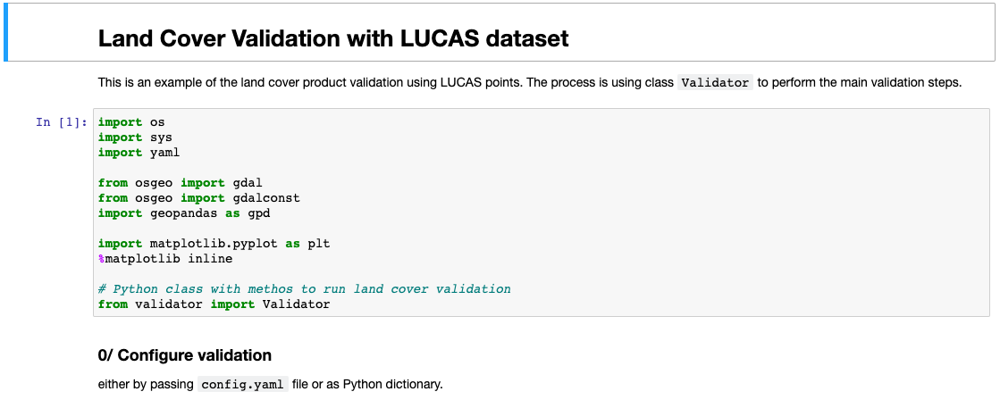 Land Cover Validation with LUCAS dataset
This is an example of the land cover product validation using LUCAS points. The process is using class Validator to perform the main validation steps.
In [1]:
import os
import sys
import yaml
from osgeo import gdal
from osgeo import gdalconst
import geopandas as gpd
import matplotlib.pyplot as plt
%matplotlib inline
# Python class with methos to run land cover validation
from validator import Validator
0/ Configure validation
either by passing config.yaml file or as Python dictionary.